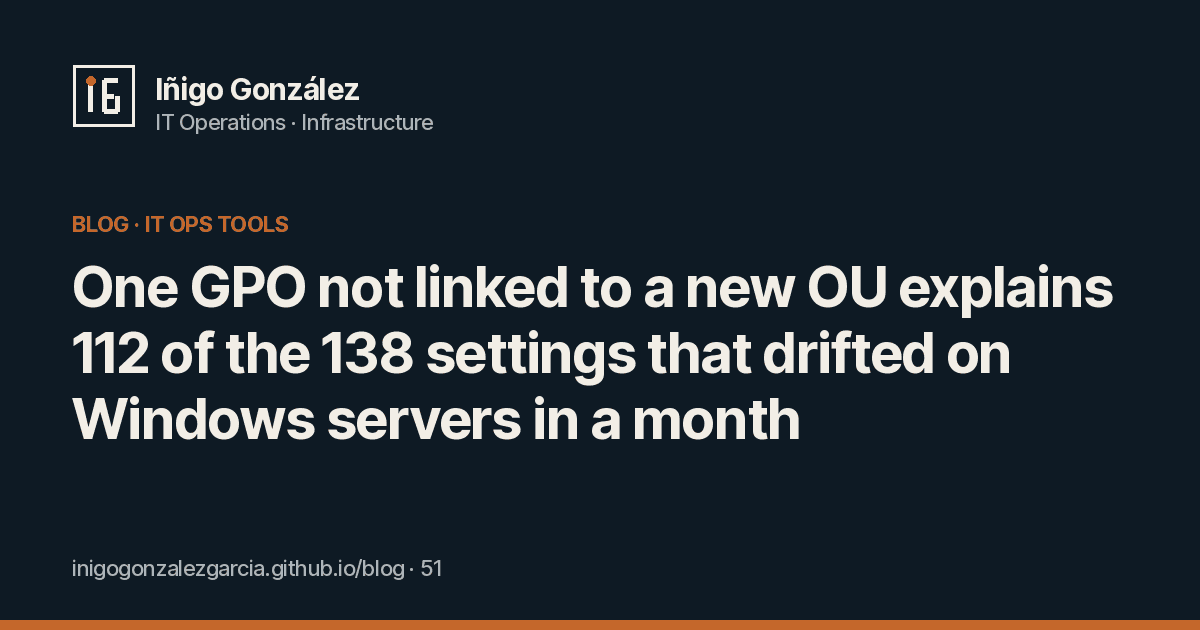 iG
Iñigo González
IT Operations · Infrastructure
BLOG · IT OPS TOOLS
One GPO not linked to a new OU explains
112 of the 138 settings that drifted on
Windows servers in a month
inigogonzalezgarcia.github.io/blog · 51